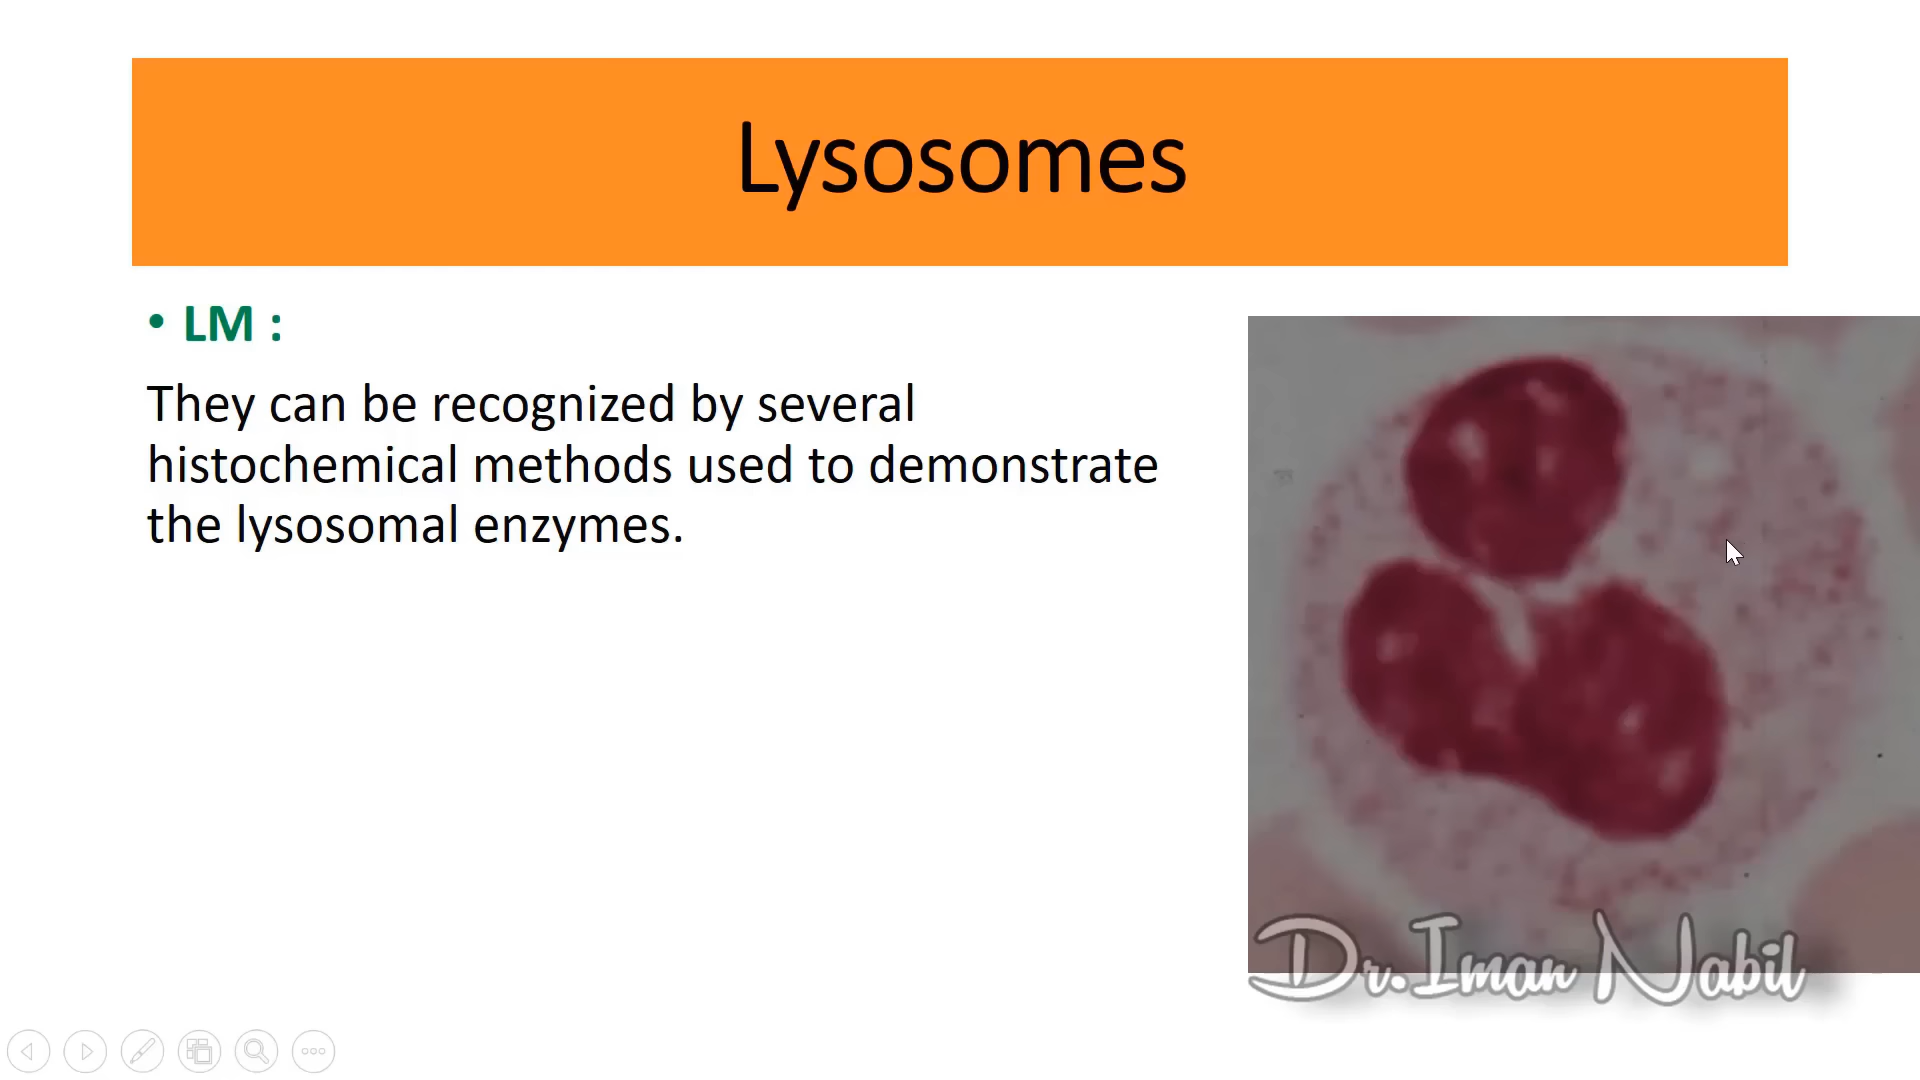 Lysosomes
• LM :
They can be recognized by several
histochemical methods used to demonstrate
the lysosomal enzymes.
Dr.Iman Nabil